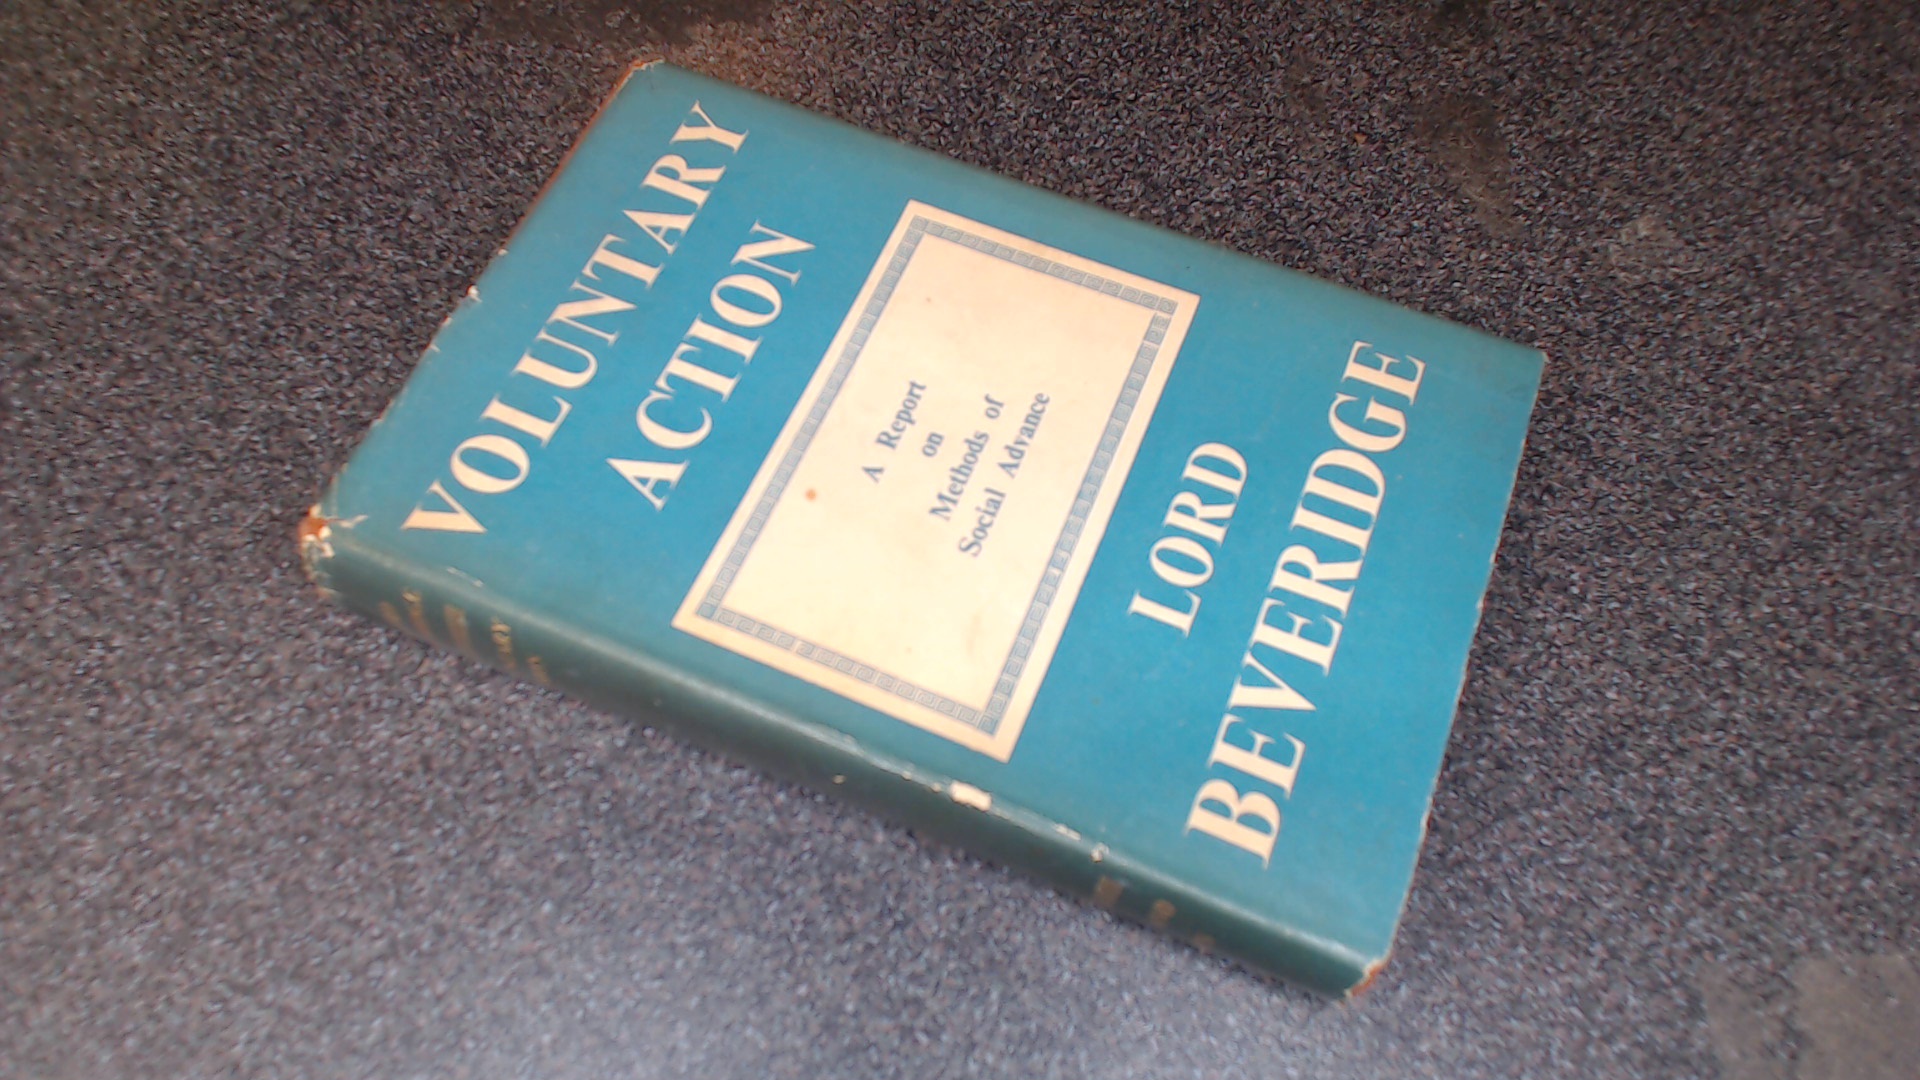 VOLUNTARY
ACTION
A Report
on
Methods of
Social Advance
LORD
BEVERIDGE